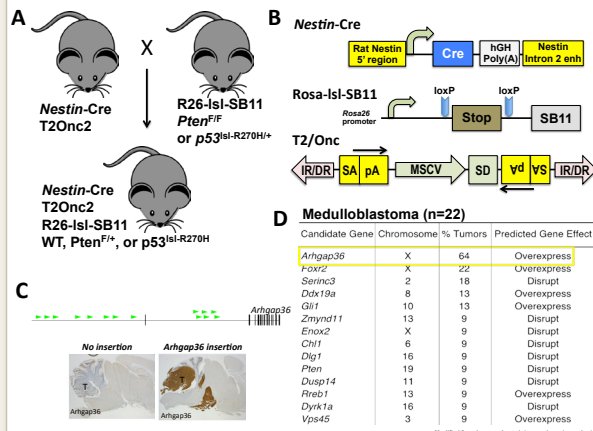 A
X
Nestin-Cre
T2Onc2
R26-lsl-SB11
Pten^F/F
or p53^lsl-R270H/+
Nestin-Cre
T2Onc2
R26-lsl-SB11
WT, Pten^F/+, or p53^lsl-R270H
B
Nestin-Cre
Rat Nestin
5' region
Cre
hGH
Poly(A)
Nestin
Intron 2 enh
Rosa-lsl-SB11
loxP
loxP
Rosa26
promoter
Stop
SB11
T2/Onc
IR/DR
SA
pA
MSCV
SD
pA
SA
IR/DR
C
Arhgap36
No insertion
Arhgap36 insertion
T
T
Arhgap36
Arhgap36
D Medulloblastoma (n=22)
Candidate Gene Chromosome % Tumors Predicted Gene Effect
Arhgap36 X 64 Overexpress
Foxr2 X 22 Overexpress
Serinc3 2 18 Disrupt
Ddx19a 8 13 Overexpress
Gli1 10 13 Overexpress
Zmynd11 13 9 Disrupt
Enox2 X 9 Disrupt
Chl1 6 9 Disrupt
Dlg1 16 9 Disrupt
Pten 19 9 Disrupt
Dusp14 11 9 Disrupt
Rreb1 13 9 Overexpress
Dyrk1a 16 9 Disrupt
Vps45 3 9 Overexpress